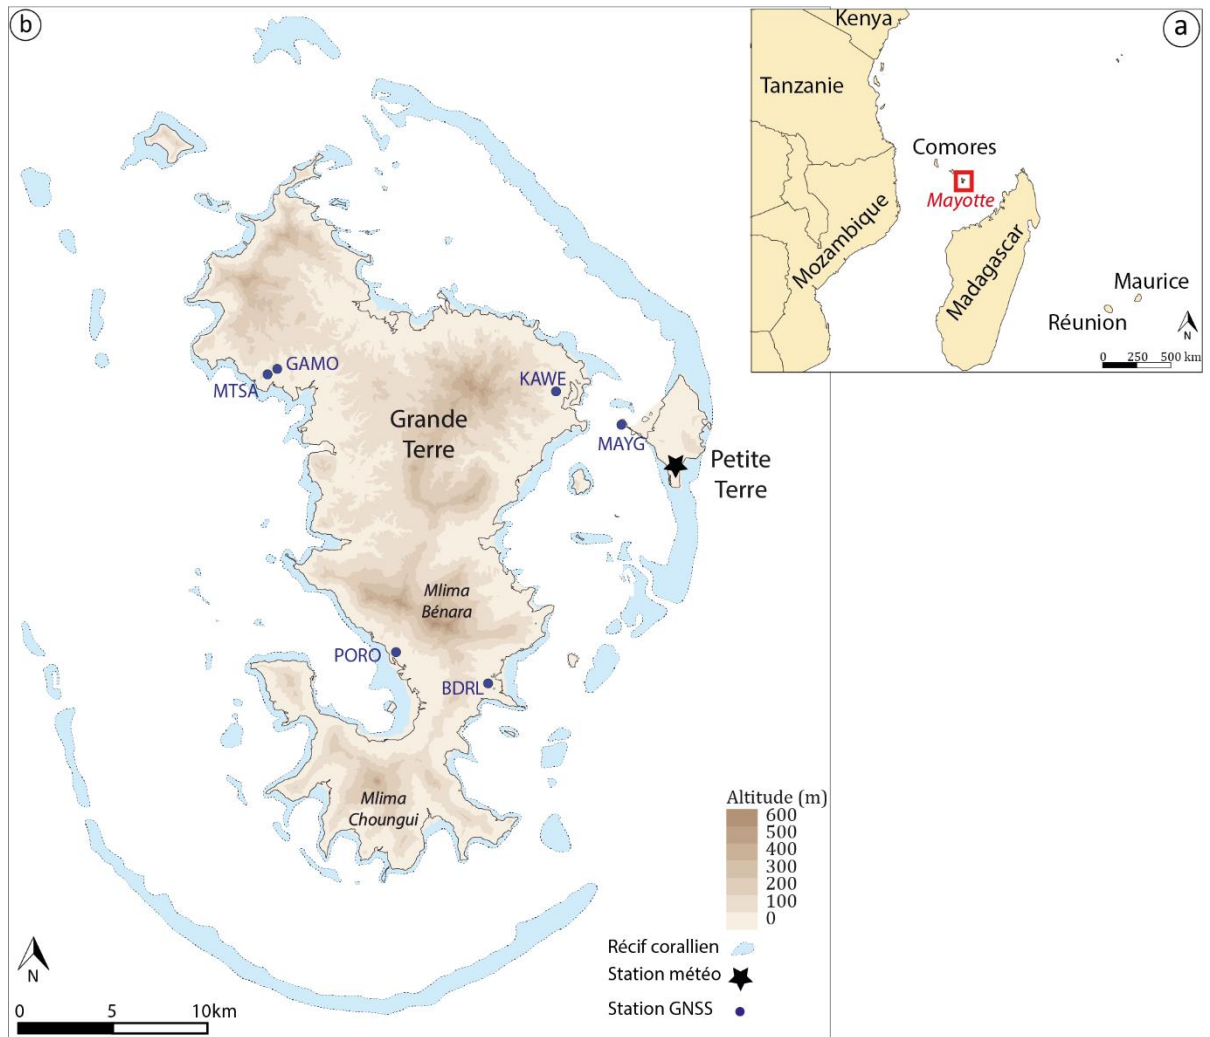 b
GAMO
MTSA
KAWE
Grande
Terre
MAYG
Petite
Terre
Mlima
Bénara
PORO
BDRL
Mlima
Choungui
Altitude (m)
600
500
400
300
200
100
0
Récif corallien
Station météo
Station GNSS
N
0 5 10km
a
Kenya
Tanzanie
Comores
Mayotte
Mozambique
Madagascar
Maurice
Réunion
N
0 250 500 km